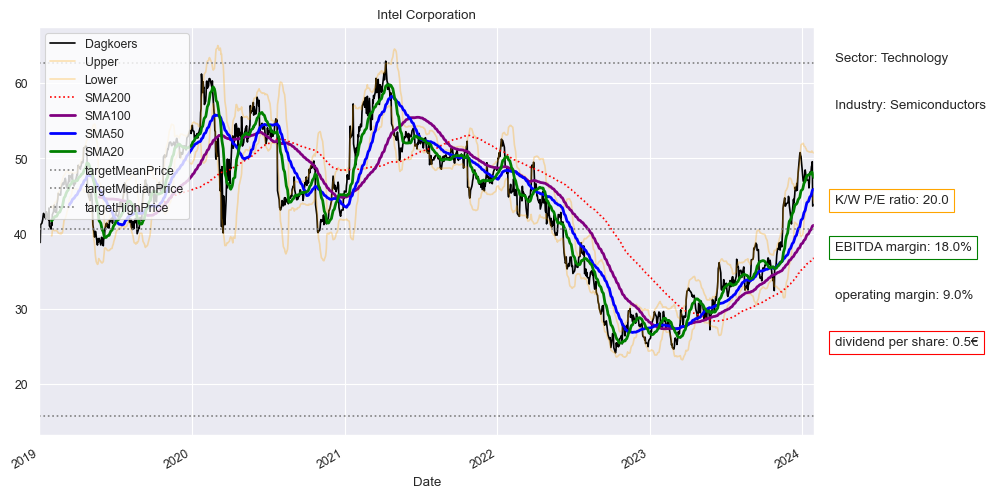 Intel Corporation
Dagkoers
Upper
Lower
SMA200
SMA100
SMA50
SMA20
targetMeanPrice
targetMedianPrice
targetHighPrice
60
50
40
30
20
2019
2020
2021
2022
2023
2024
Date
Sector: Technology
Industry: Semiconductors
K/W P/E ratio: 20.0
EBITDA margin: 18.0%
operating margin: 9.0%
dividend per share: 0.5€